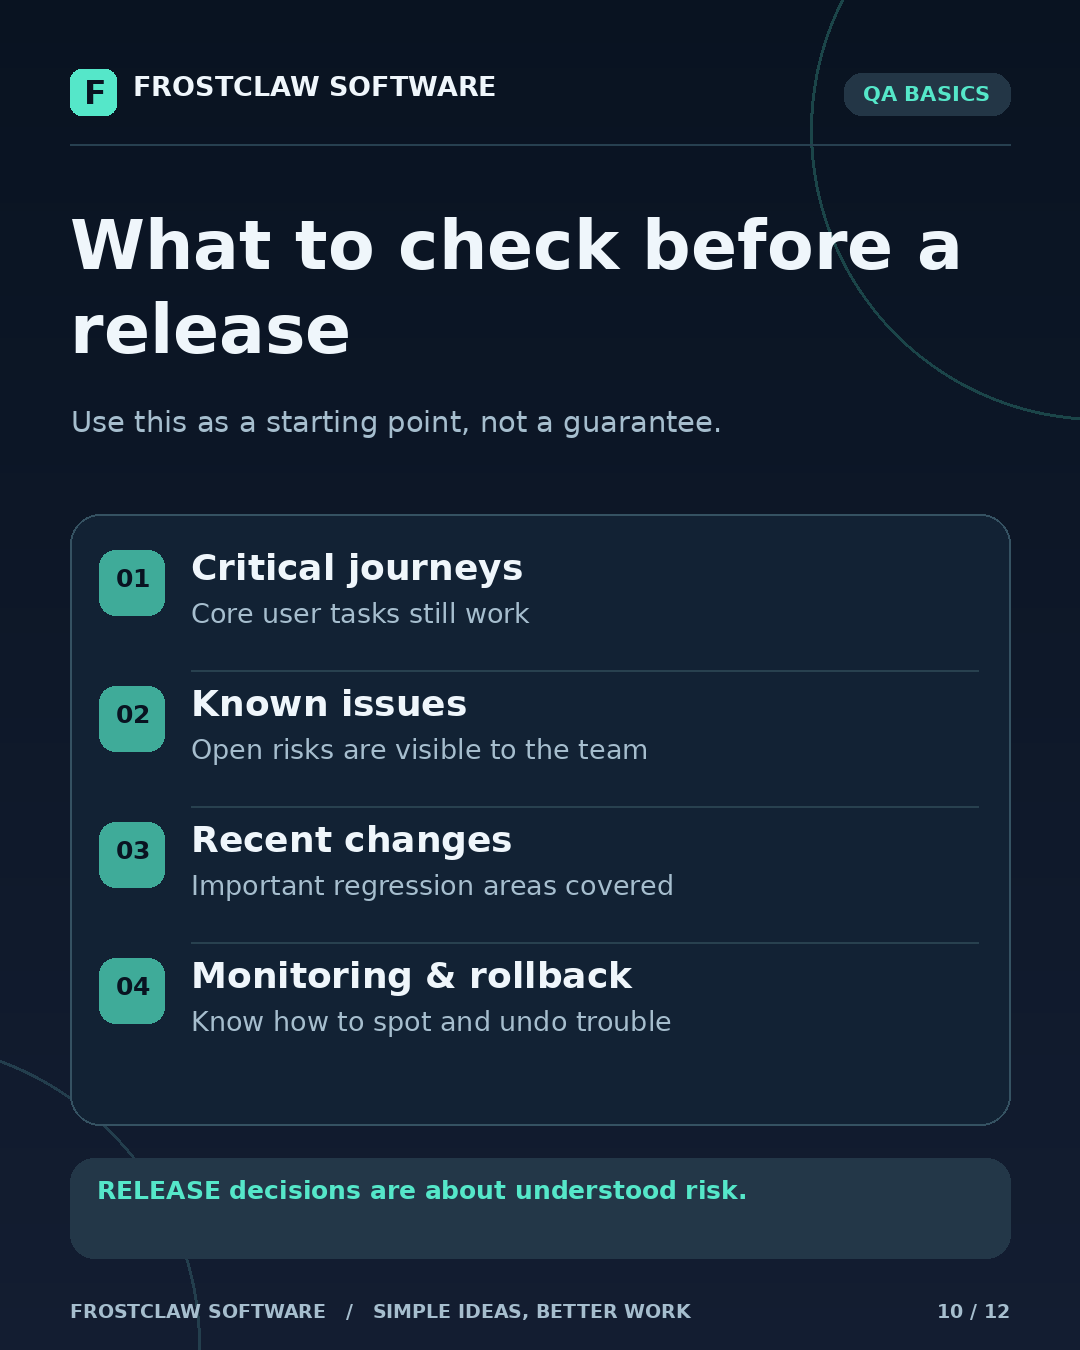 F FROSTCLAW SOFTWARE
QA BASICS
What to check before a
release
Use this as a starting point, not a guarantee.
01 Critical journeys
Core user tasks still work
02 Known issues
Open risks are visible to the team
03 Recent changes
Important regression areas covered
04 Monitoring & rollback
Know how to spot and undo trouble
RELEASE decisions are about understood risk.
FROSTCLAW SOFTWARE / SIMPLE IDEAS, BETTER WORK
10 / 12